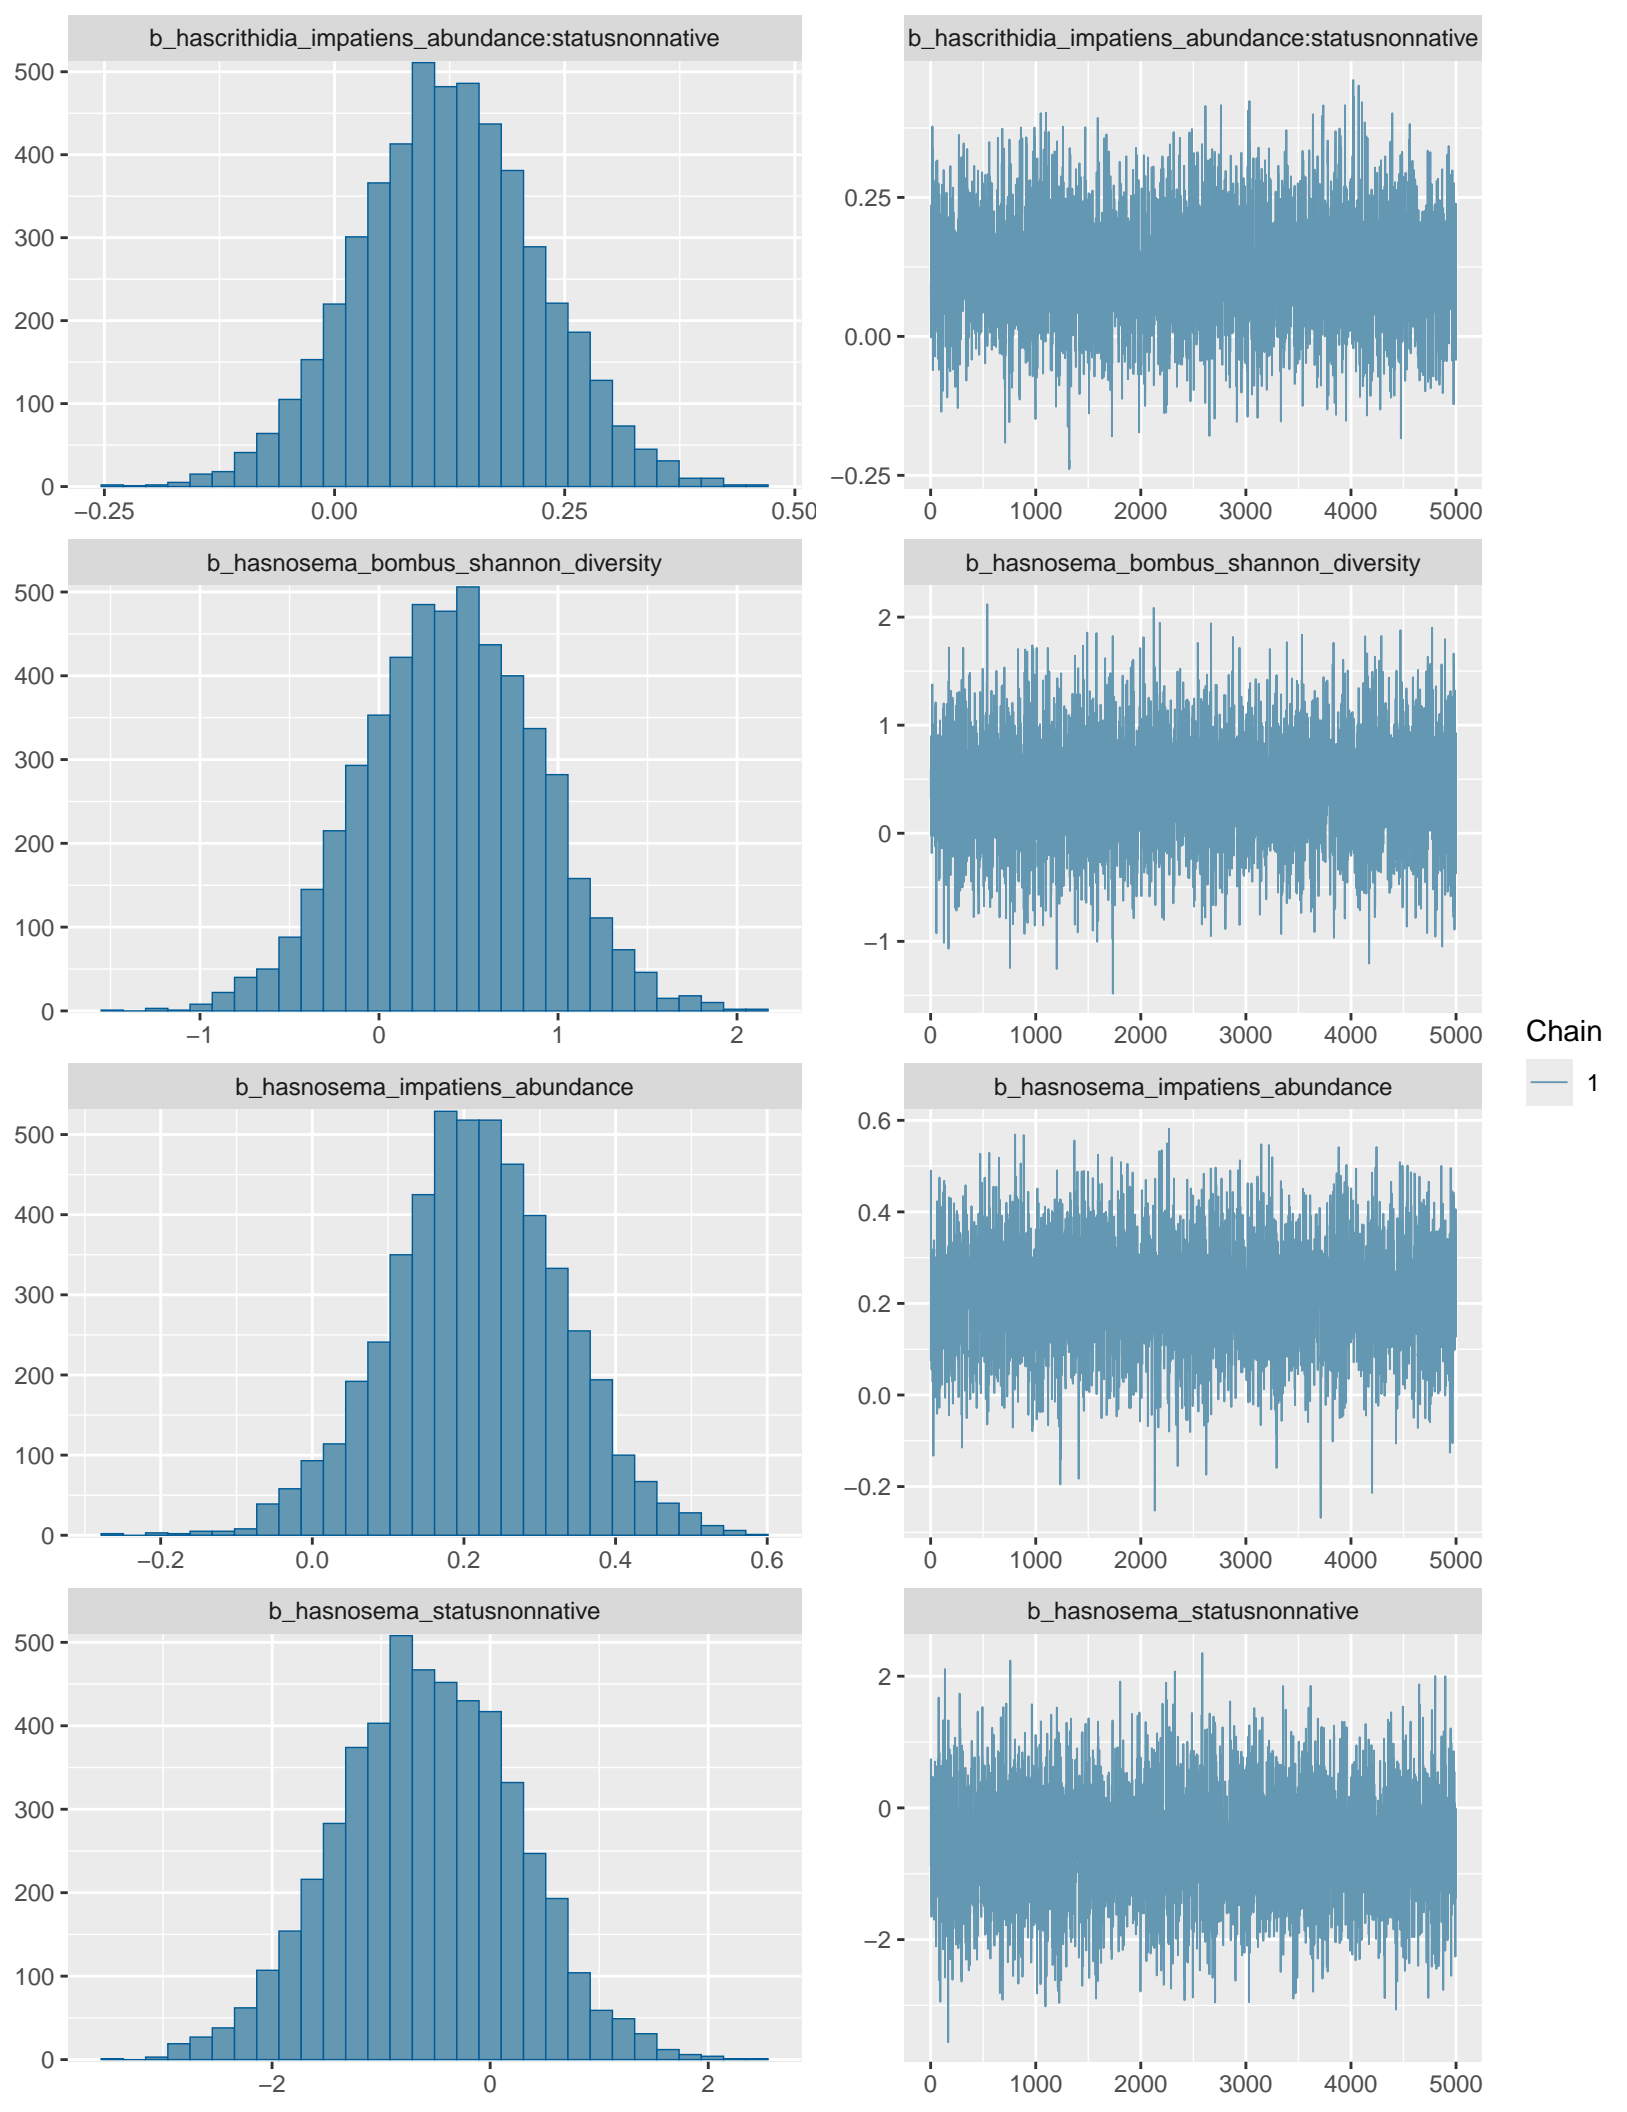 b_hascrithidia_impatiens_abundance:statusnonnative
500
400
300
200
100
0
−0.25 0.00 0.25 0.50
b_hascrithidia_impatiens_abundance:statusnonnative
0.25
0.00
−0.25
0 1000 2000 3000 4000 5000
b_hasnosema_bombus_shannon_diversity
500
400
300
200
100
0
−1 0 1 2
b_hasnosema_bombus_shannon_diversity
2
1
0
−1
0 1000 2000 3000 4000 5000
b_hasnosema_impatiens_abundance
500
400
300
200
100
0
−0.2 0.0 0.2 0.4 0.6
b_hasnosema_impatiens_abundance
0.6
0.4
0.2
0.0
−0.2
0 1000 2000 3000 4000 5000
b_hasnosema_statusnonnative
500
400
300
200
100
0
−2 0 2
b_hasnosema_statusnonnative
2
0
−2
0 1000 2000 3000 4000 5000
Chain
1